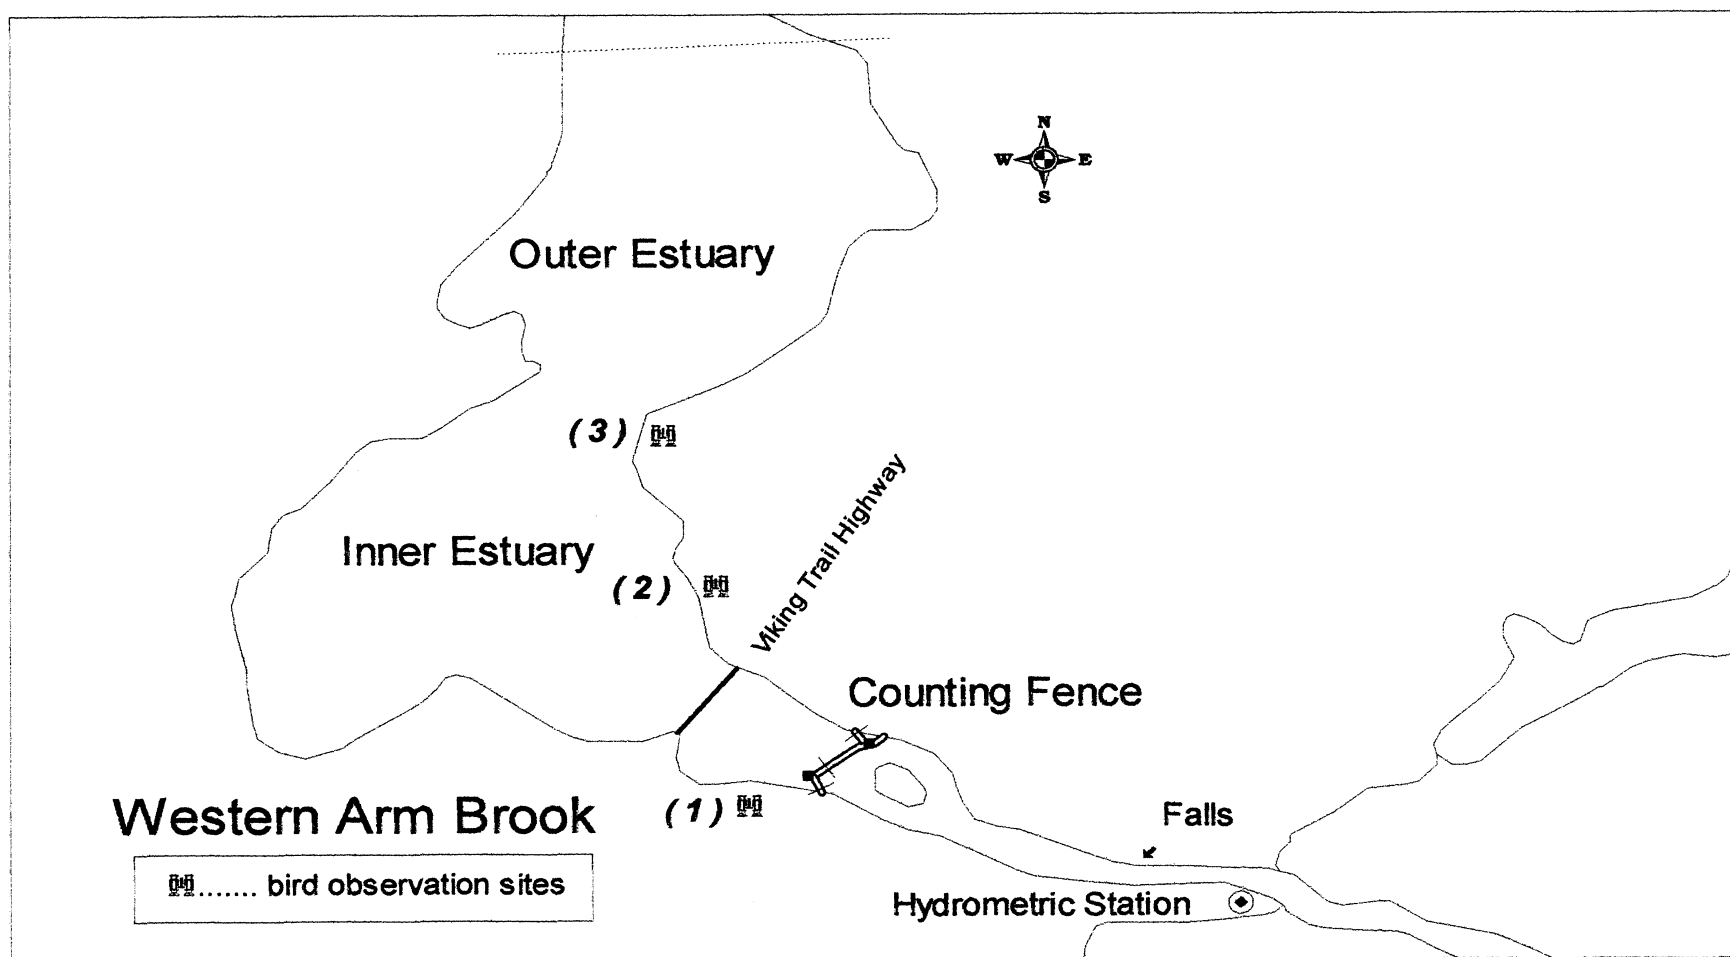 N
W E
S
Outer Estuary
(3)
Viking Trail Highway
Inner Estuary
(2)
Counting Fence
(1)
Western Arm Brook
Falls
....... bird observation sites
Hydrometric Station